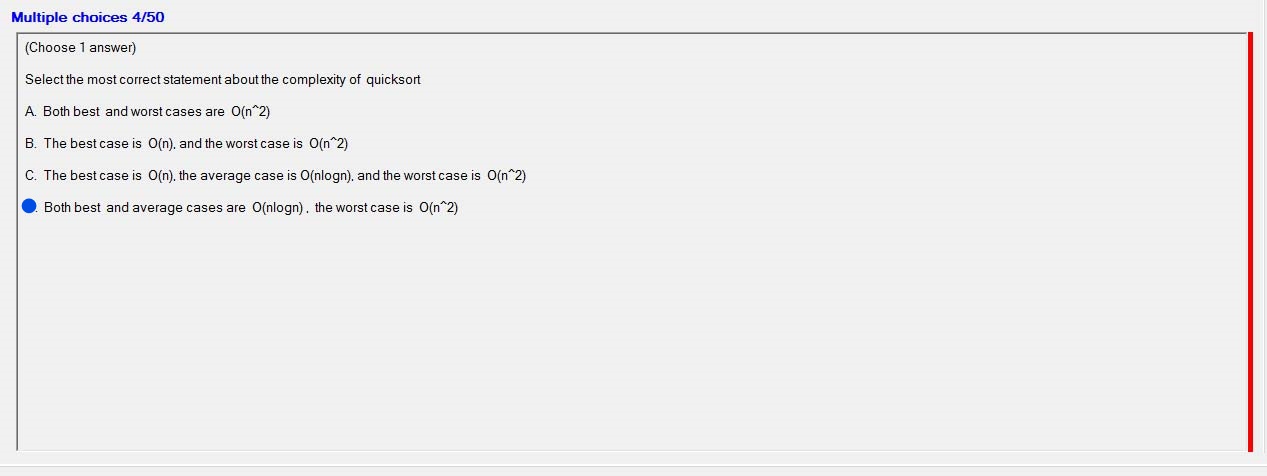 Multiple choices 4/50
(Choose 1 answer)
Select the most correct statement about the complexity of quicksort
A. Both best and worst cases are O(n^2)
B. The best case is O(n), and the worst case is O(n^2)
C. The best case is O(n), the average case is O(nlogn), and the worst case is O(n^2)
. Both best and average cases are O(nlogn) , the worst case is O(n^2)